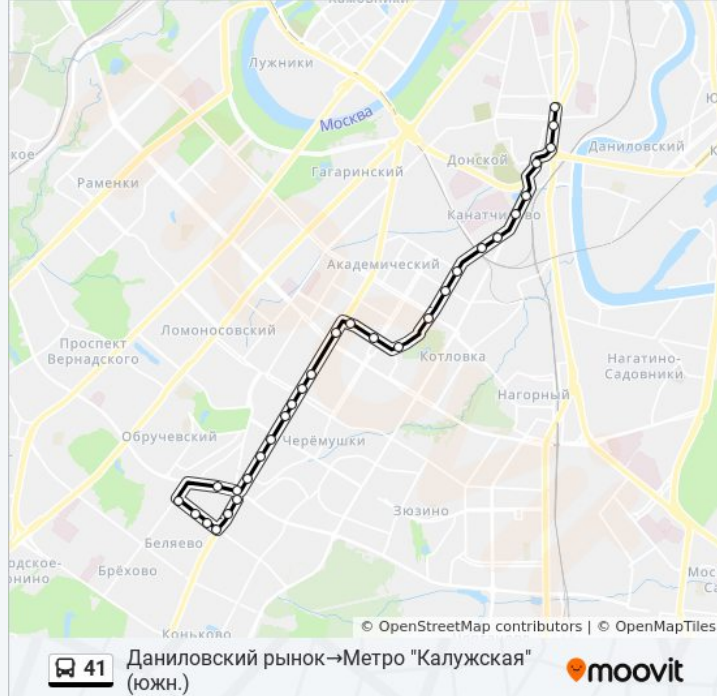 Хамовники
Лужники
Москва
Донской
Даниловский
Гагаринский
Раменки
Канатчиково
Академический
Ломоносовский
Проспект
Вернадского
Котловка
Нагатино-
Садовники
Нагорный
Обручевский
Черёмушки
Зюзино
Беляево
Брёхово
Коньково
© OpenStreetMap contributors | © OpenMapTiles
41
Даниловский рынок→Метро "Калужская"
(южн.)
moovit